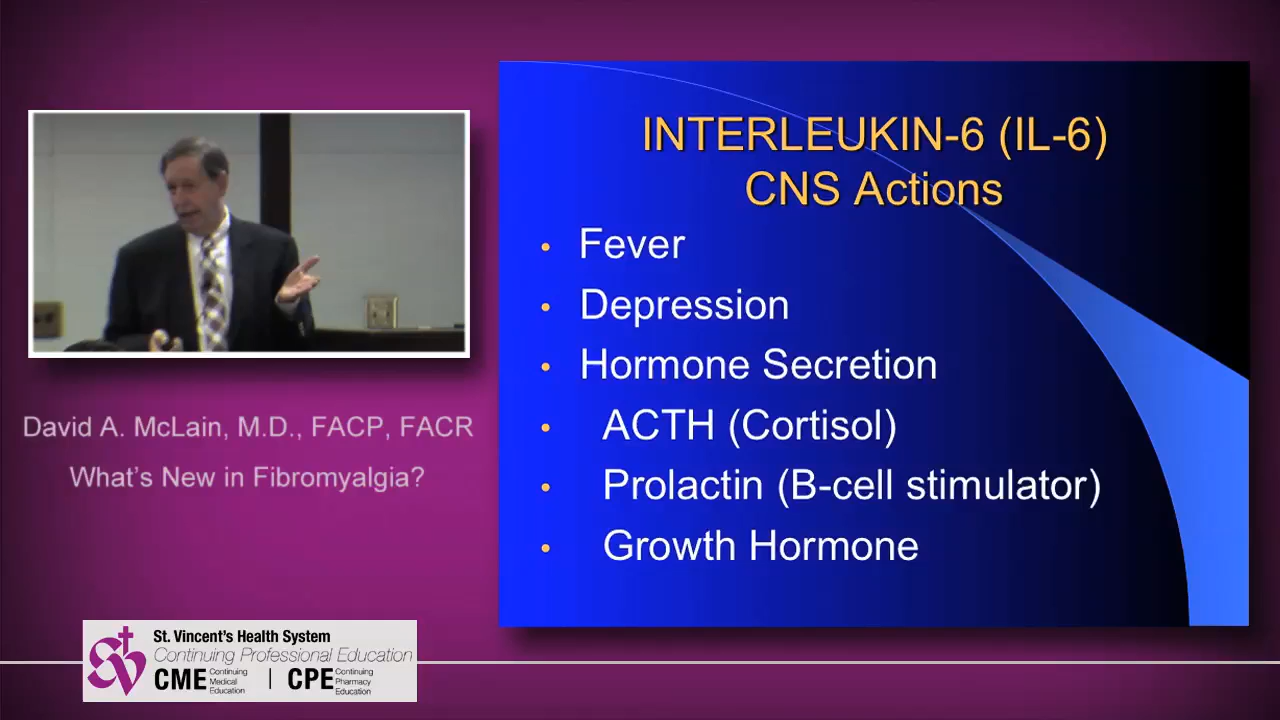 INTERLEUKIN-6 (IL-6)
CNS Actions
• Fever
• Depression
• Hormone Secretion
• ACTH (Cortisol)
• Prolactin (B-cell stimulator)
• Growth Hormone
David A. McLain, M.D., FACP, FACR
What's New in Fibromyalgia?
St. Vincent's Health System
Continuing Professional Education
CME Continuing Medical Education | CPE Continuing Pharmacy Education